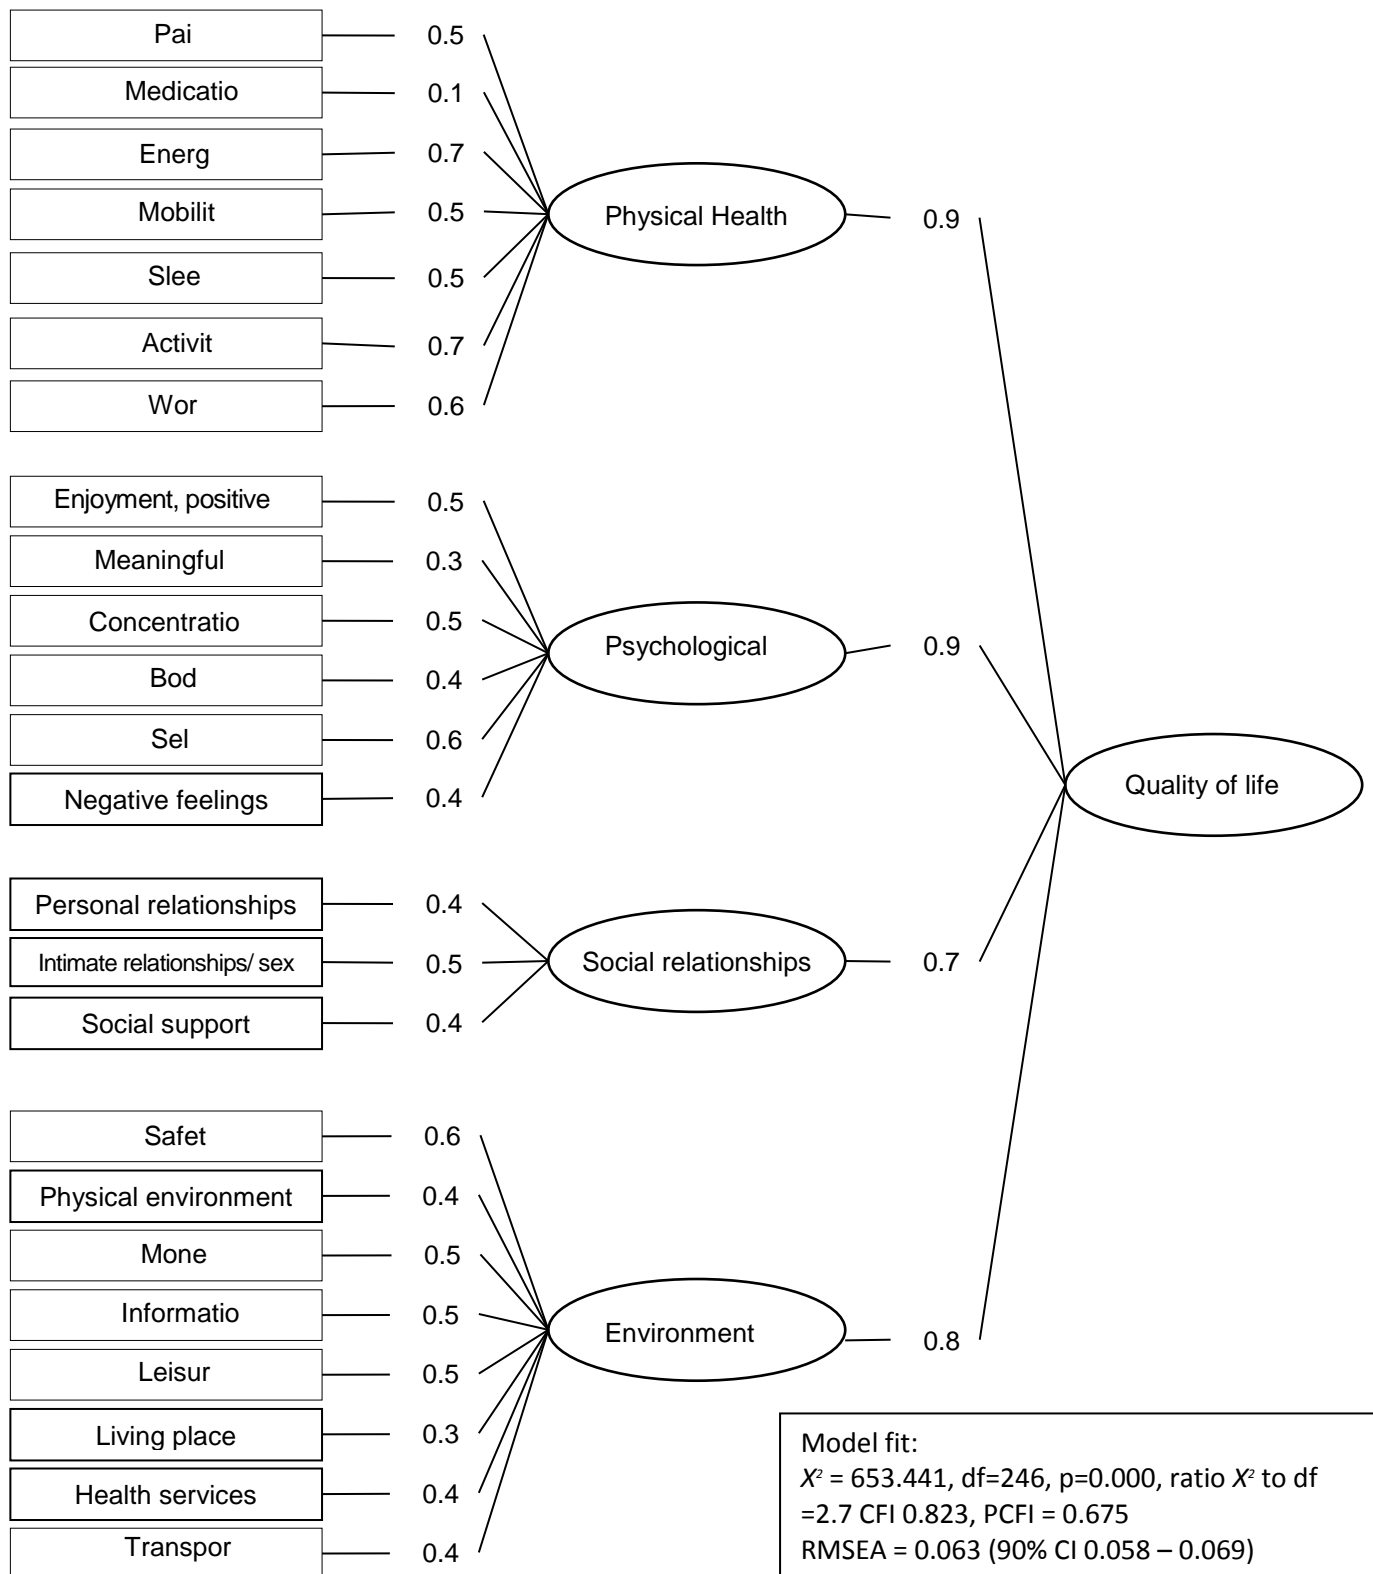 Pai
0.5
Medicatio
0.1
Energ
0.7
Mobilit
0.5
Physical Health
0.9
Slee
0.5
Activit
0.7
Wor
0.6
Enjoyment, positive
0.5
Meaningful
0.3
Concentratio
0.5
Psychological
0.9
Bod
0.4
Sel
0.6
Negative feelings
0.4
Quality of life
Personal relationships
0.4
Intimate relationships/ sex
0.5
Social relationships
0.7
Social support
0.4
Safet
0.6
Physical environment
0.4
Mone
0.5
Informatio
0.5
Environment
0.8
Leisur
0.5
Living place
0.3
Health services
0.4
Transpor
0.4
Model fit:
X² = 653.441, df=246, p=0.000, ratio X² to df
=2.7 CFI 0.823, PCFI = 0.675
RMSEA = 0.063 (90% CI 0.058 – 0.069)